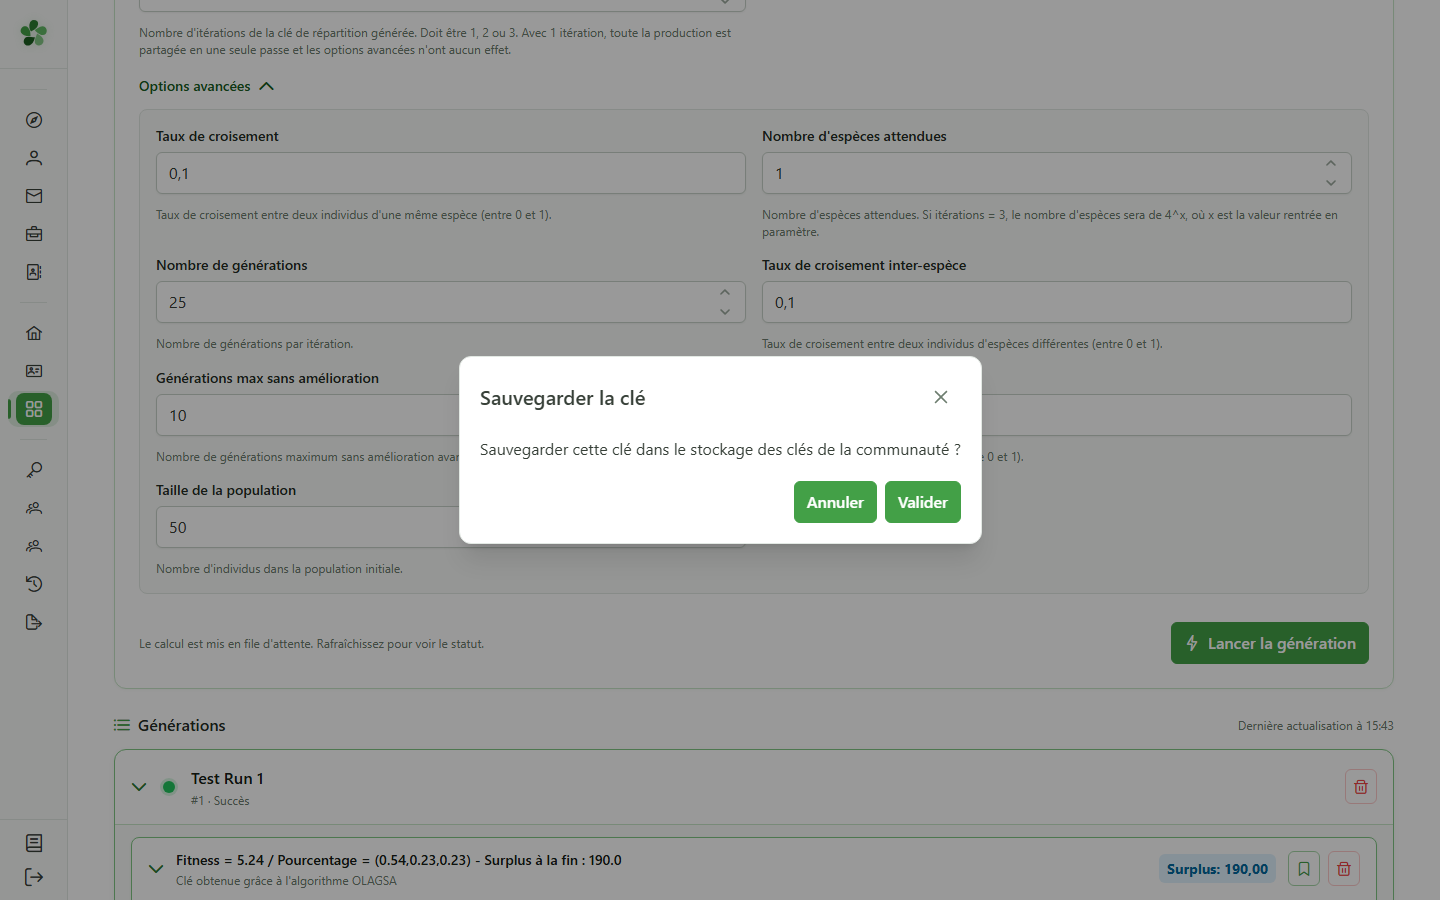 Nombre d'itérations de la clé de répartition générée. Doit être 1, 2 ou 3. Avec 1 itération, toute la production est
partagée en une seule passe et les options avancées n'ont aucun effet.
Options avancées
Taux de croisement
0,1
Taux de croisement entre deux individus d'une même espèce (entre 0 et 1).
Nombre d'espèces attendues
1
Nombre d'espèces attendues. Si itérations = 3, le nombre d'espèces sera de 4^x, où x est la valeur rentrée en
paramètre.
Nombre de générations
25
Nombre de générations par itération.
Taux de croisement inter-espèce
0,1
Taux de croisement entre deux individus d'espèces différentes (entre 0 et 1).
Générations max sans amélioration
10
Nombre de générations maximum sans amélioration
0 et 1).
Taille de la population
50
Nombre d'individus dans la population initiale.
Sauvegarder la clé
Sauvegarder cette clé dans le stockage des clés de la communauté ?
Annuler
Valider
Le calcul est mis en file d'attente. Rafraîchissez pour voir le statut.
Lancer la génération
Générations
Dernière actualisation à 15:43
Test Run 1
#1 · Succès
Fitness = 5.24 / Pourcentage = (0.54,0.23,0.23) - Surplus à la fin : 190.0
Clé obtenue grâce à l'algorithme OLAGSA
Surplus: 190,00